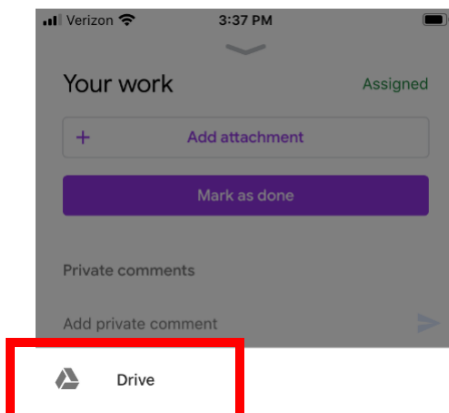 Verizon 3:37 PM
Your work Assigned
+ Add attachment
Mark as done
Private comments
Add private comment
Drive